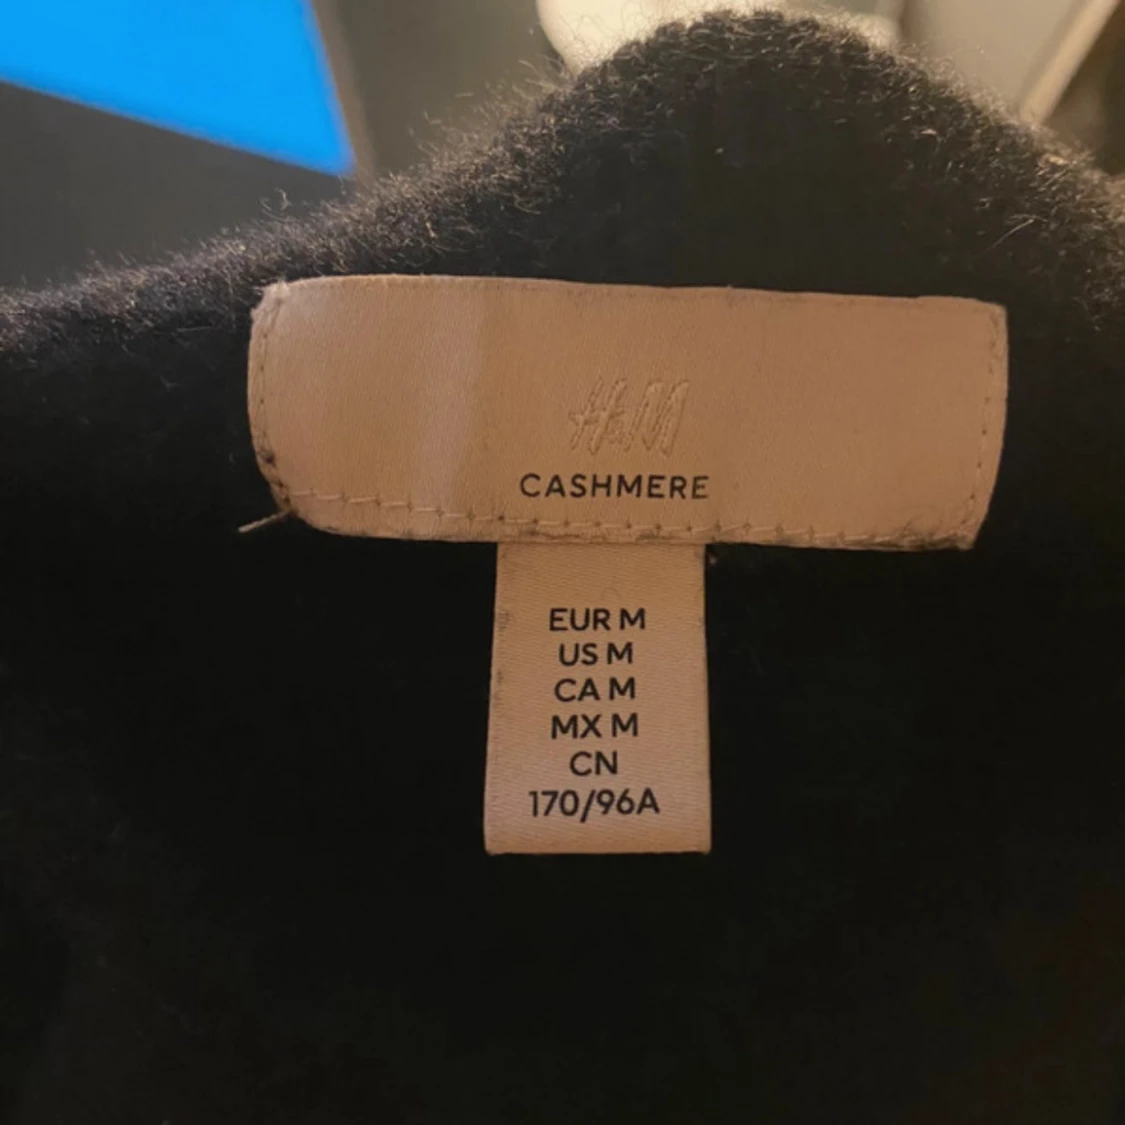 H&M
CASHMERE
EUR M
US M
CA M
MX M
CN
170/96A